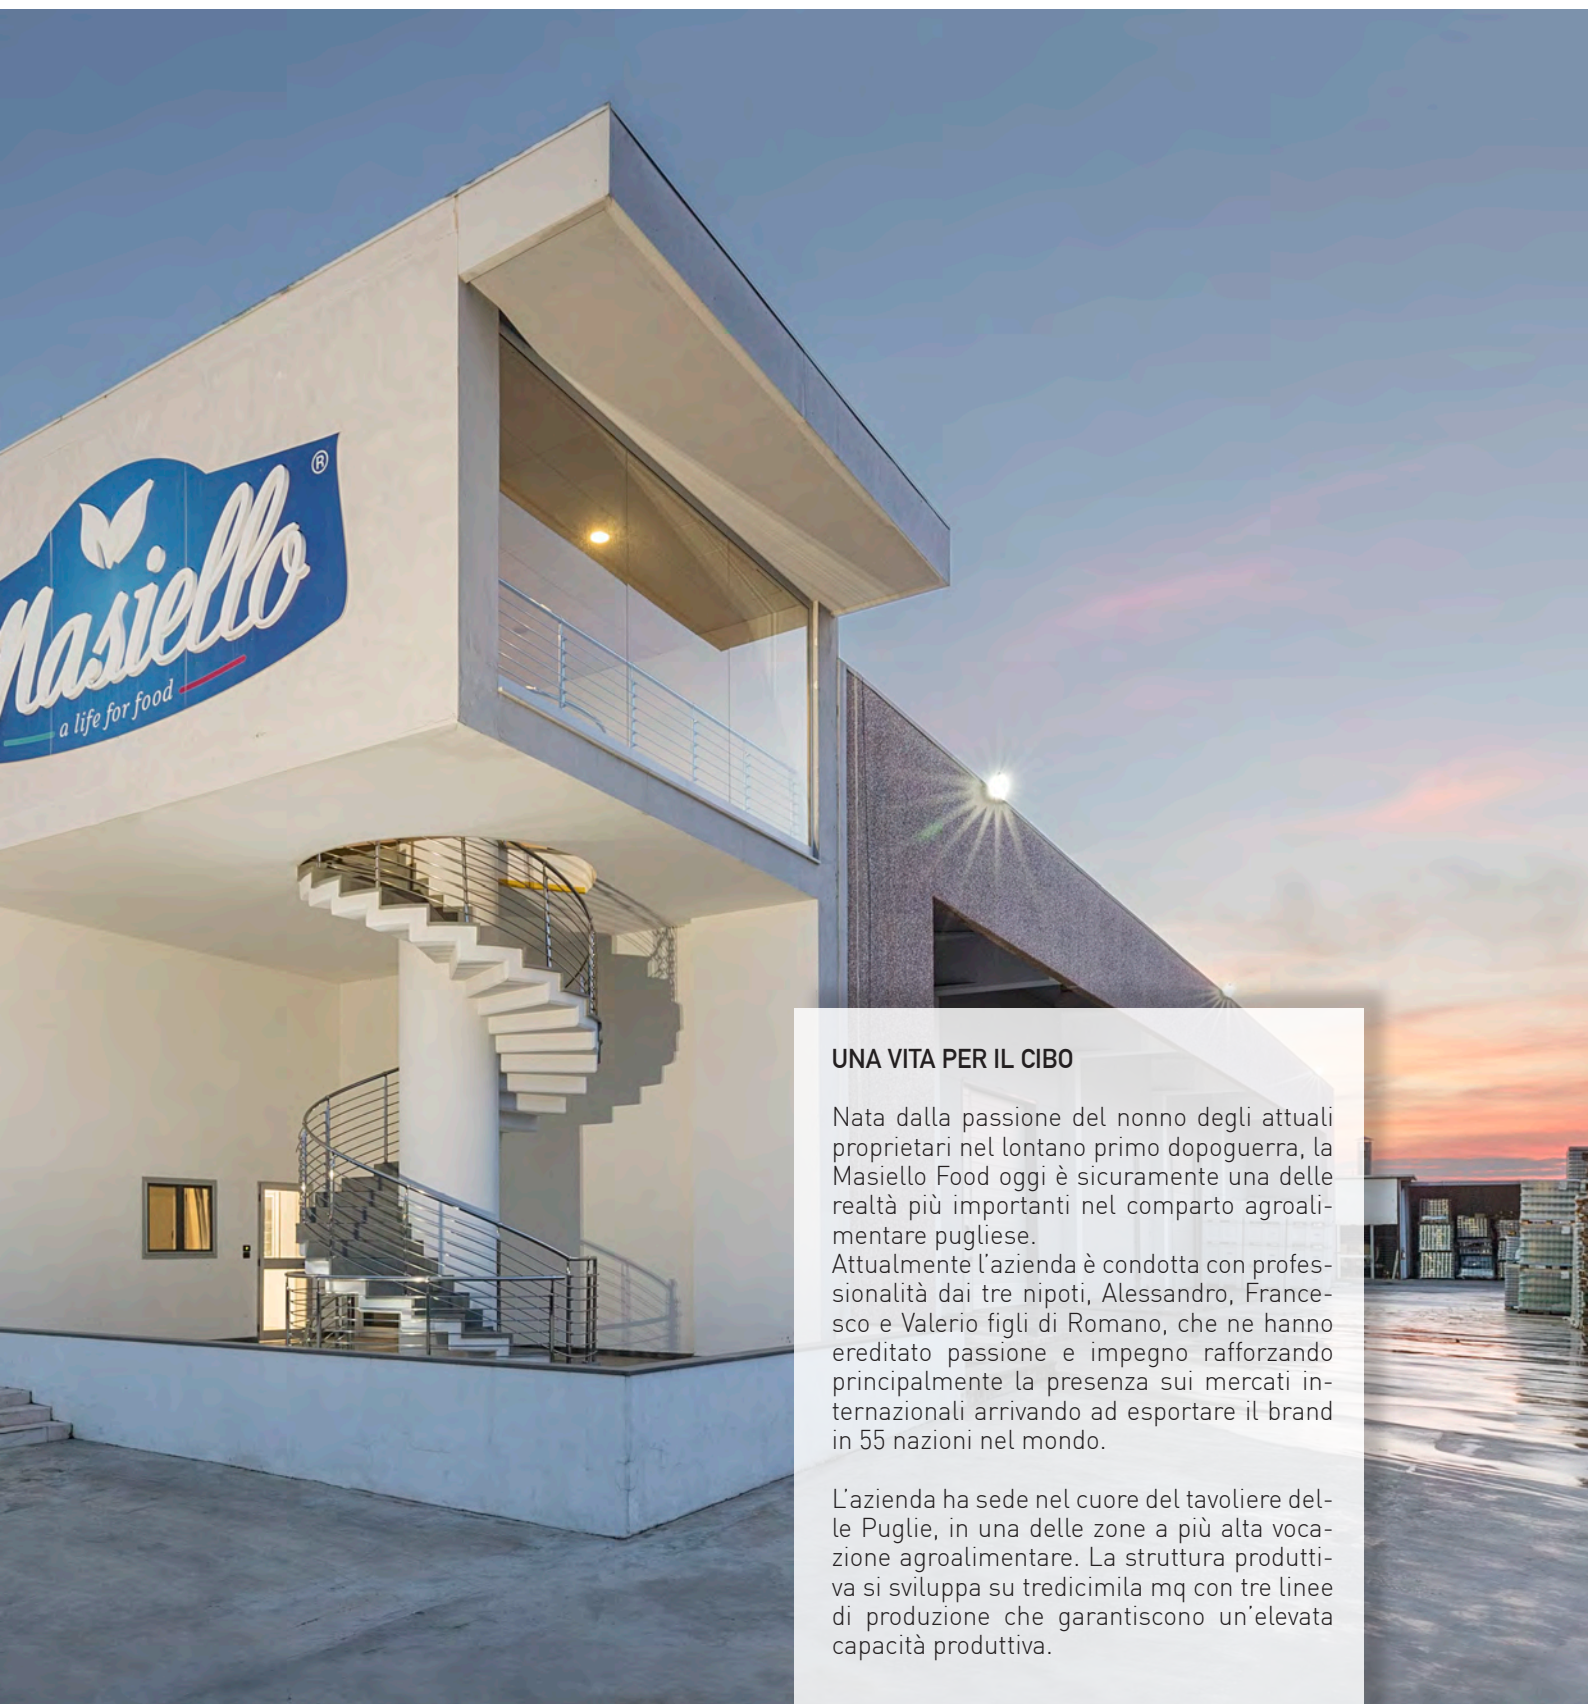 Masiello
®
a life for food
UNA VITA PER IL CIBO
Nata dalla passione del nonno degli attuali
proprietari nel lontano primo dopoguerra, la
Masiello Food oggi è sicuramente una delle
realtà più importanti nel comparto agroali-
mentare pugliese.
Attualmente l'azienda è condotta con profes-
sionalità dai tre nipoti, Alessandro, France-
sco e Valerio figli di Romano, che ne hanno
ereditato passione e impegno rafforzando
principalmente la presenza sui mercati in-
ternazionali arrivando ad esportare il brand
in 55 nazioni nel mondo.
L'azienda ha sede nel cuore del tavoliere del-
le Puglie, in una delle zone a più alta voca-
zione agroalimentare. La struttura produtti-
va si sviluppa su tredicimila mq con tre linee
di produzione che garantiscono un'elevata
capacità produttiva.